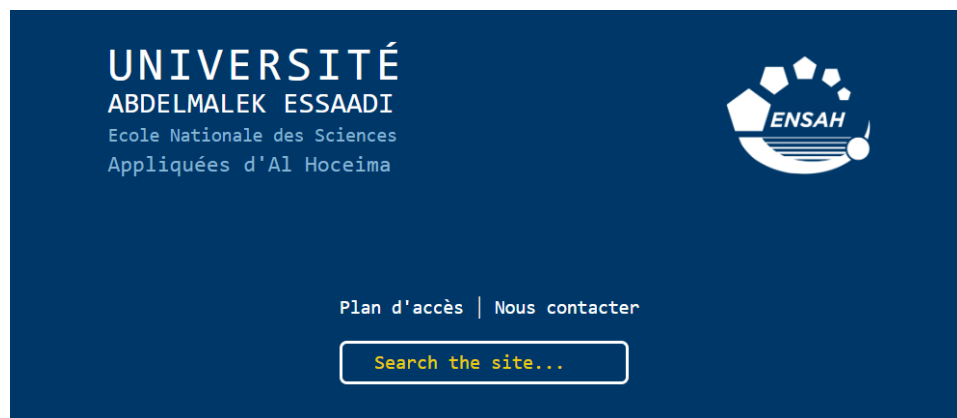 UNIVERSITÉ
ABDELMALEK ESSAADI
Ecole Nationale des Sciences
Appliquées d'Al Hoceima
ENSAH
Plan d'accès | Nous contacter
Search the site...